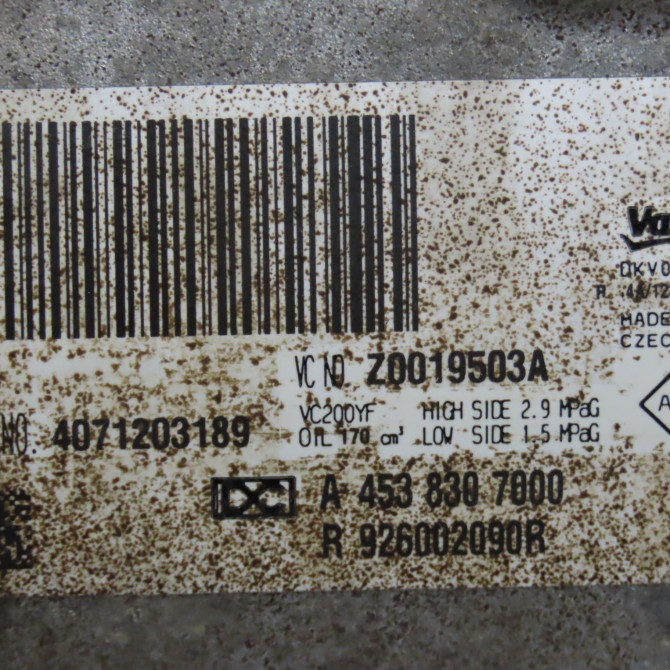 DKV0
MADE
CZEC
VC NO Z0019503A
VC200YF HIGH SIDE 2.9 MPaG
NO. 4071203189 OIL 170 cm³ LOW SIDE 1.5 MPaG
A 453 830 7000
R 926002090R